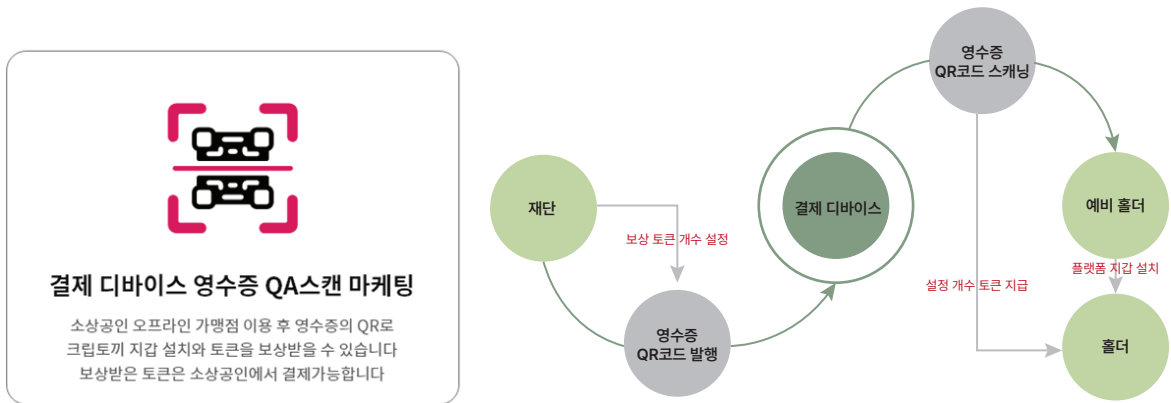 결제 디바이스 영수증 QA스캔 마케팅
소상공인 오프라인 가맹점 이용 후 영수증의 QR로
크립토끼 지갑 설치와 토큰을 보상받을 수 있습니다
보상받은 토큰은 소상공인에서 결제가능합니다
재단
보상 토큰 개수 설정
영수증
QR코드 발행
결제 디바이스
영수증
QR코드 스캐닝
설정 개수 토큰 지급
예비 홀더
플랫폼 지갑 설치
홀더